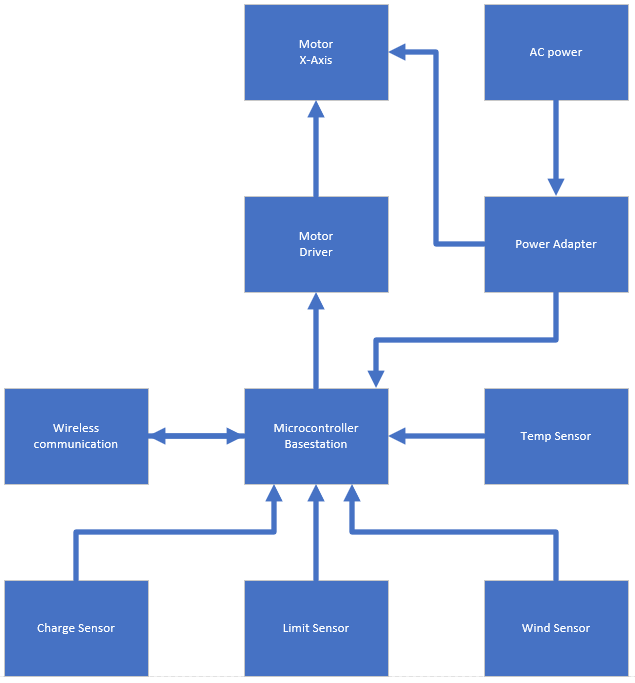 Motor
X-Axis
AC power
Motor
Driver
Power Adapter
Wireless
communication
Microcontroller
Basestation
Temp Sensor
Charge Sensor
Limit Sensor
Wind Sensor